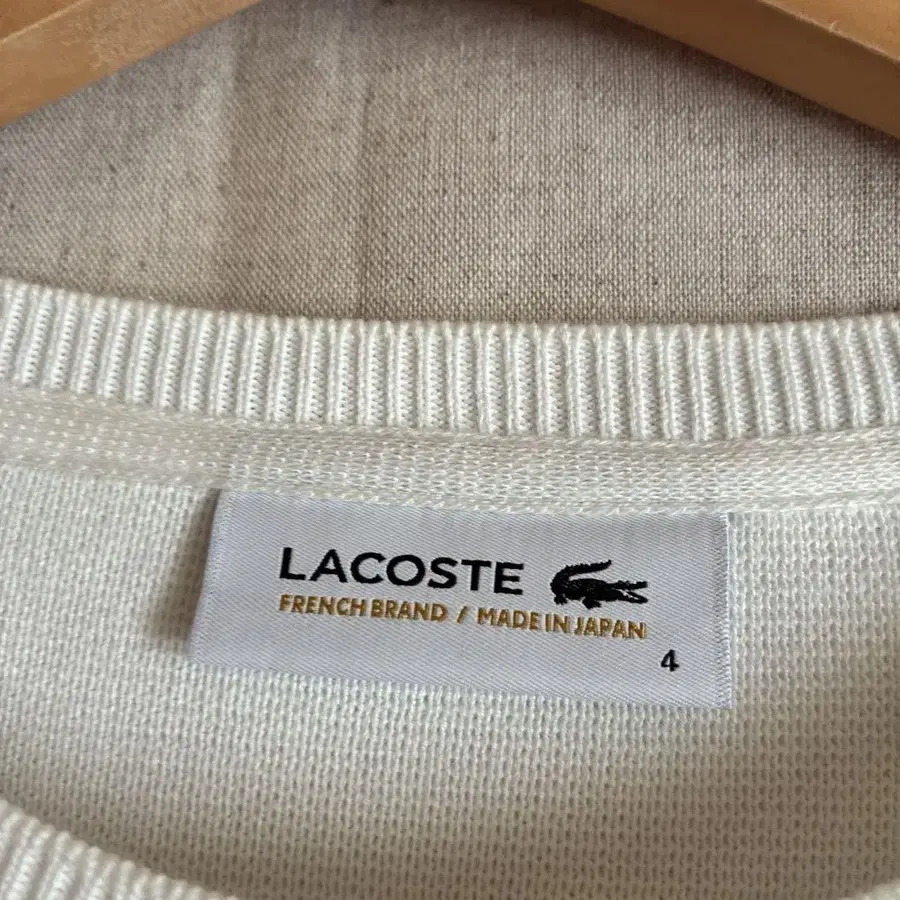 LACOSTE
FRENCH BRAND / MADE IN JAPAN
4